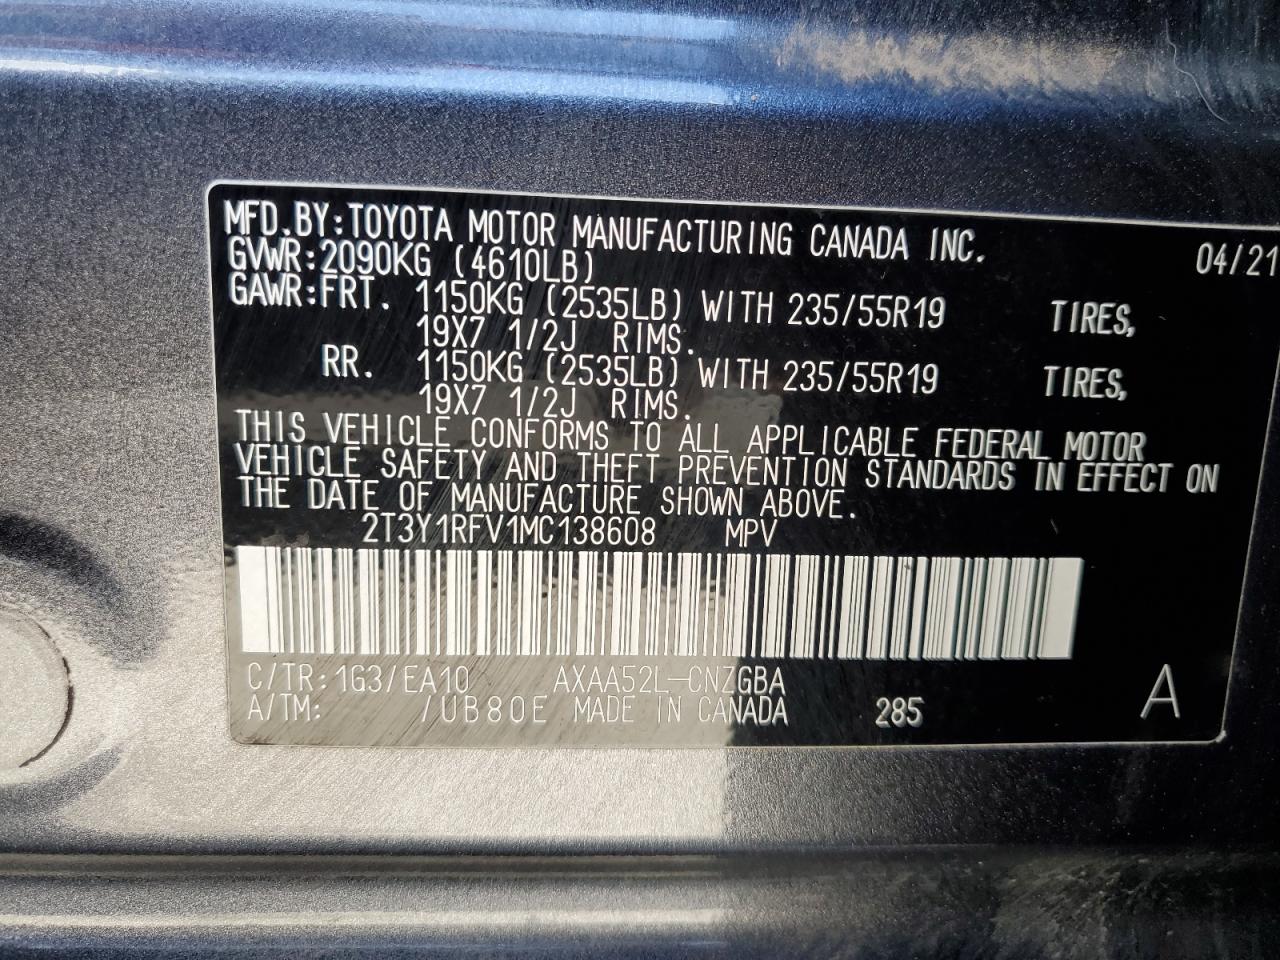 MFD.BY:TOYOTA MOTOR MANUFACTURING CANADA INC. 04/21
GVWR:2090KG (4610LB)
GAWR:FRT. 1150KG (2535LB) WITH 235/55R19 TIRES,
19X7 1/2J RIMS.
RR. 1150KG (2535LB) WITH 235/55R19 TIRES,
19X7 1/2J RIMS.
THIS VEHICLE CONFORMS TO ALL APPLICABLE FEDERAL MOTOR
VEHICLE SAFETY AND THEFT PREVENTION STANDARDS IN EFFECT ON
THE DATE OF MANUFACTURE SHOWN ABOVE.
2T3Y1RFV1MC138608 MPV
C/TR:1G3/EA10 AXAA52L-CNZGBA
A/TM: /UB80E MADE IN CANADA 285 A